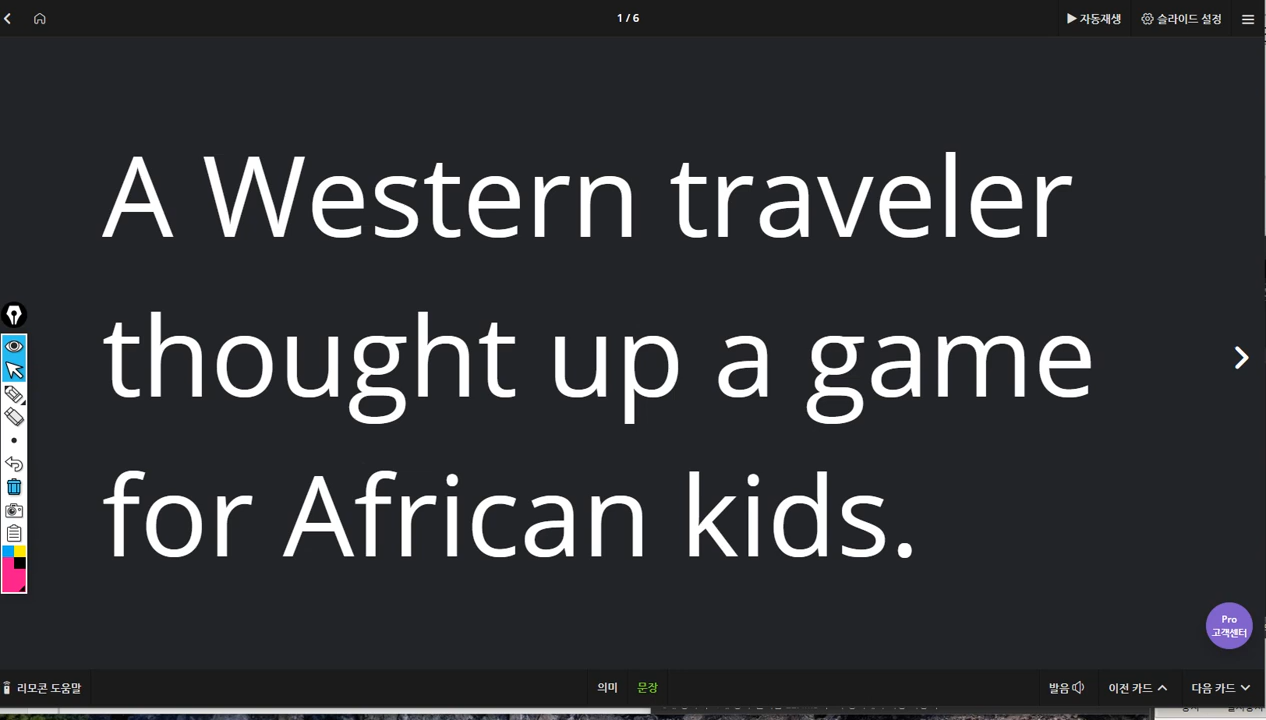 1 / 6
자동재생
슬라이드 설정
A Western traveler
thought up a game
for African kids.
Pro
고객센터
리모콘 도움말
의미
문장
발음
이전 카드
다음 카드